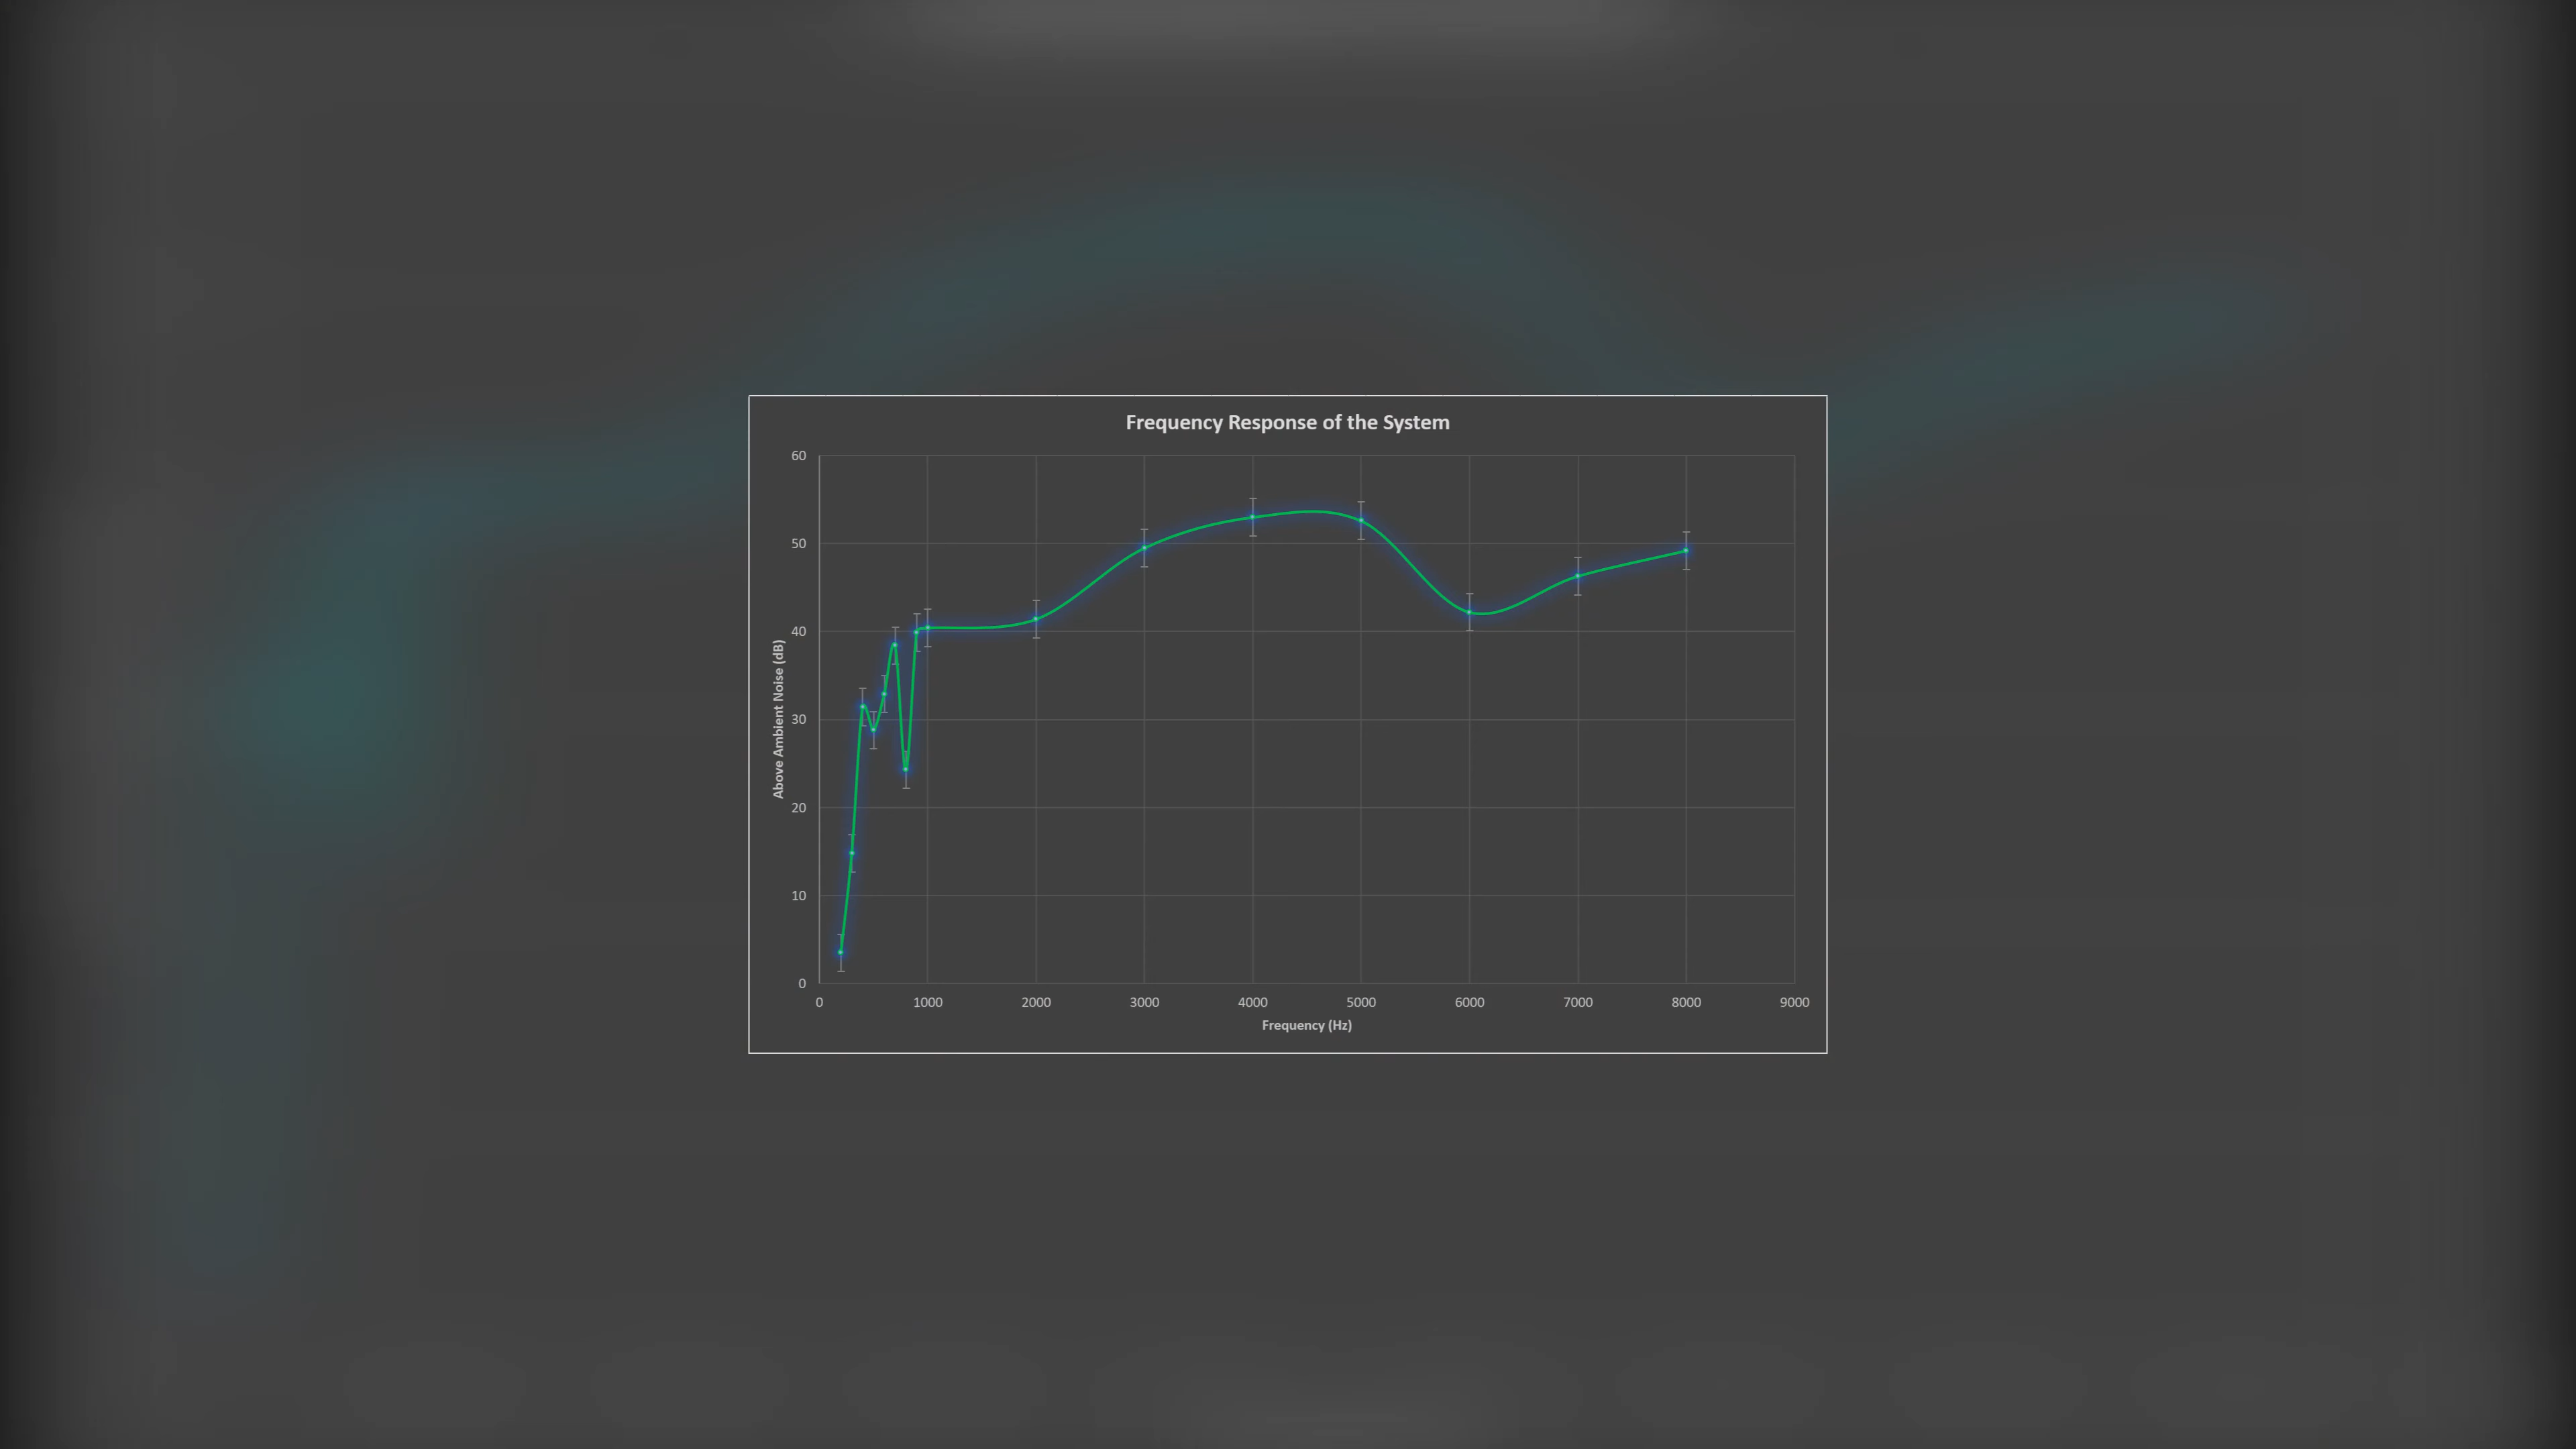 Frequency Response of the System
60
50
40
30
20
10
0
Above Ambient Noise (dB)
0 1000 2000 3000 4000 5000 6000 7000 8000 9000
Frequency (Hz)